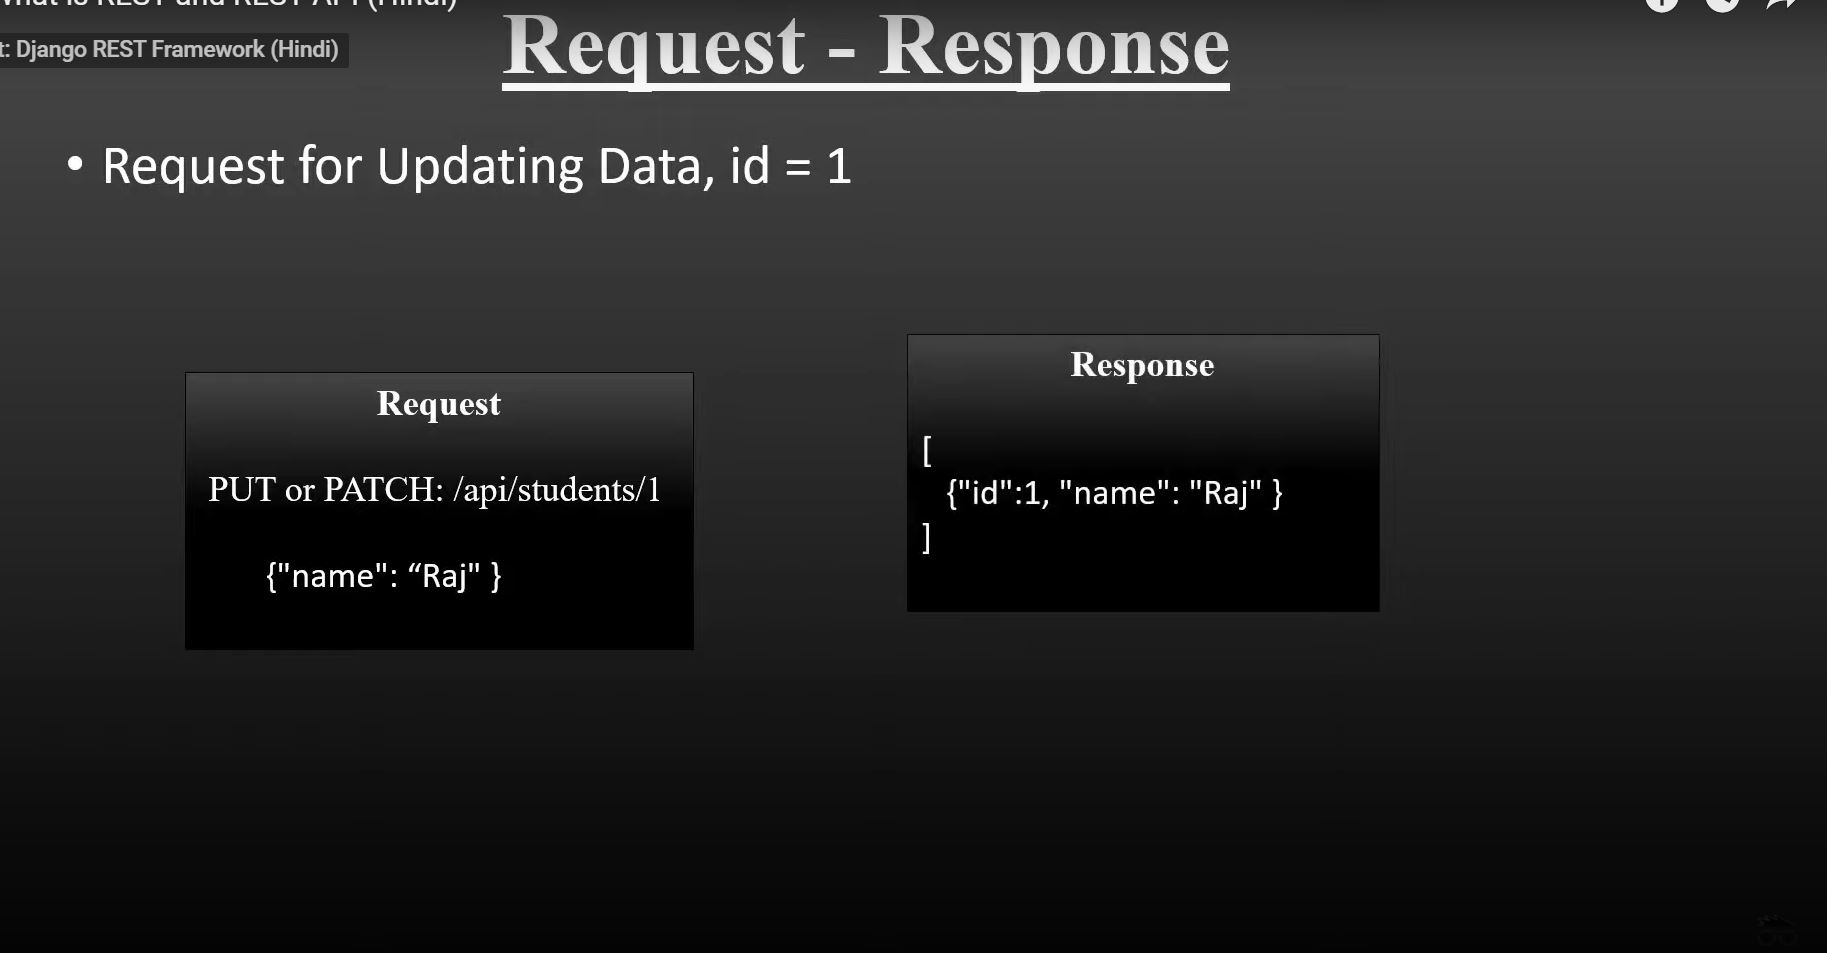 t: Django REST Framework (Hindi)
Request - Response
• Request for Updating Data, id = 1
Request
PUT or PATCH: /api/students/1
{"name": “Raj" }
Response
[
{"id":1, "name": "Raj" }
]